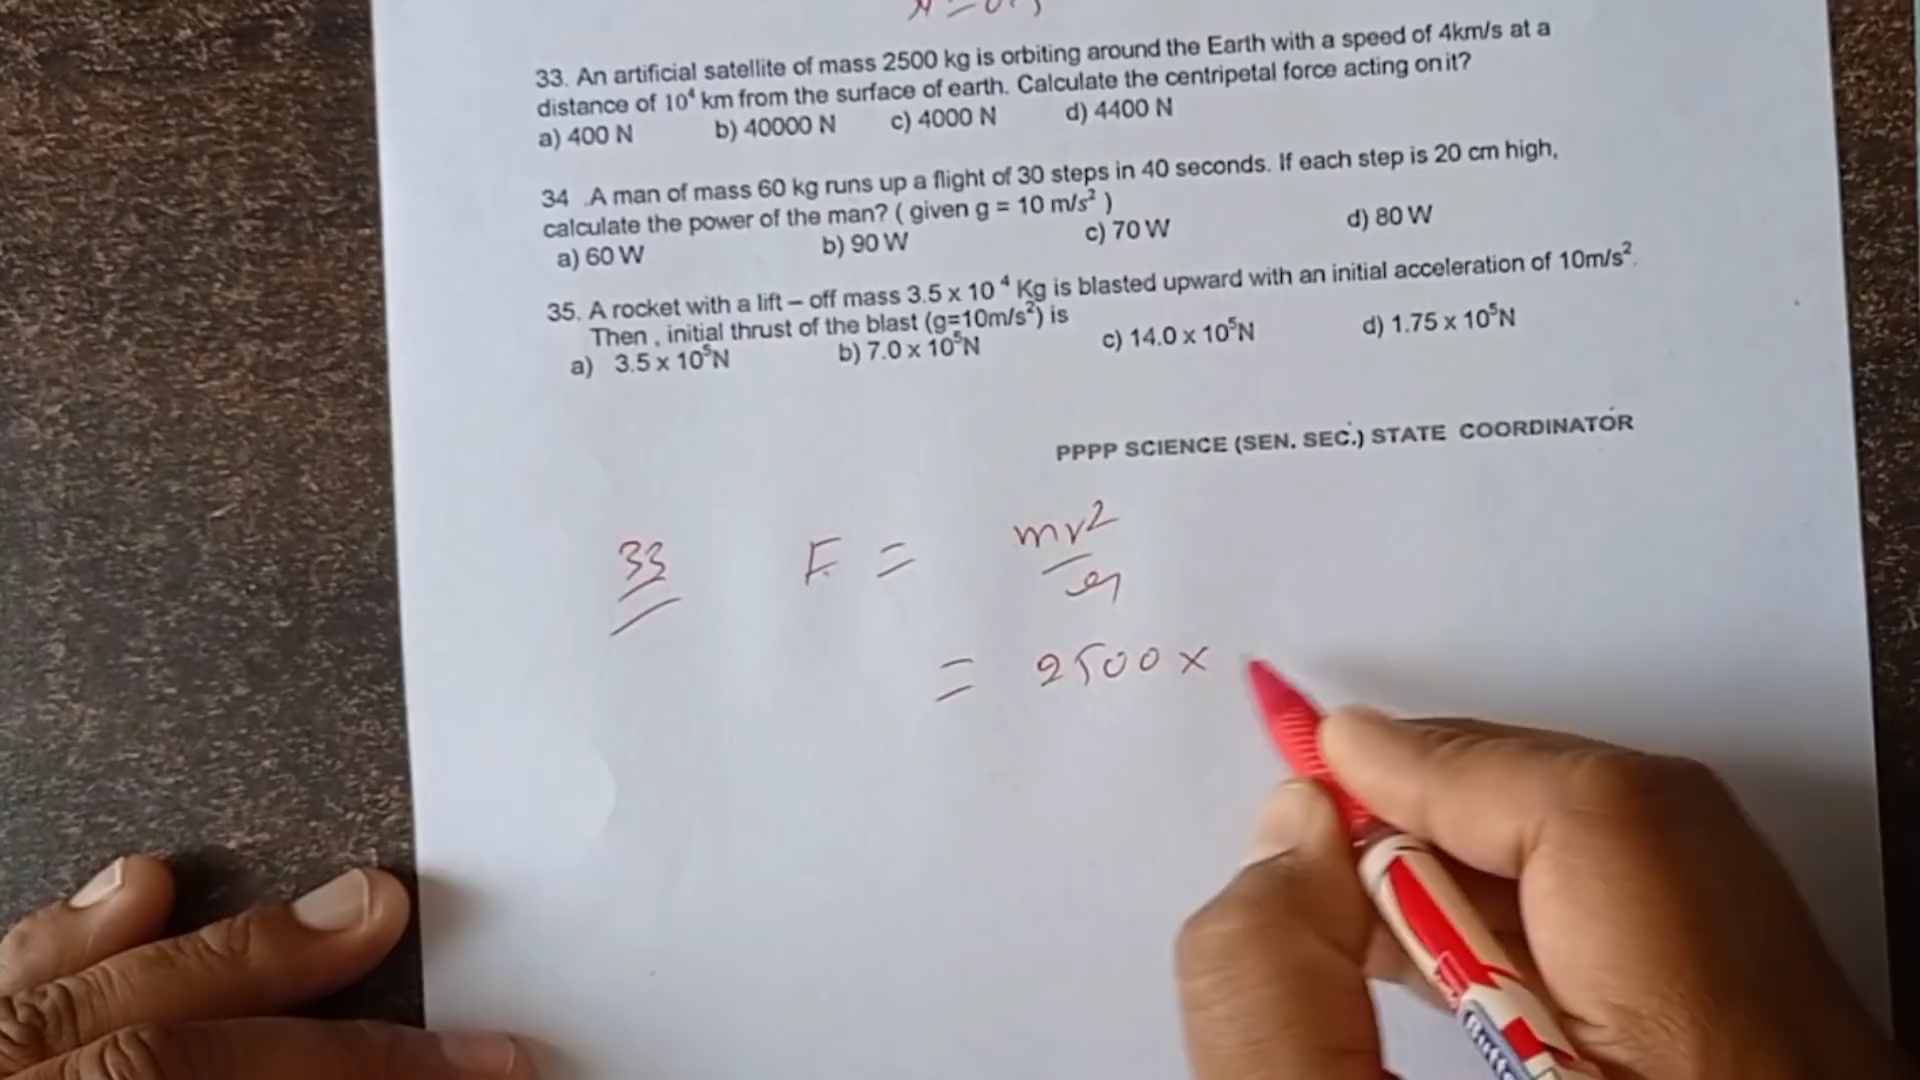 33. An artificial satellite of mass 2500 kg is orbiting around the Earth with a speed of 4km/s at a
distance of 10⁴ km from the surface of earth. Calculate the centripetal force acting on it?
a) 400 N b) 40000 N c) 4000 N d) 4400 N
34 .A man of mass 60 kg runs up a flight of 30 steps in 40 seconds. If each step is 20 cm high,
calculate the power of the man? ( given g = 10 m/s² )
a) 60 W b) 90 W c) 70 W d) 80 W
35. A rocket with a lift – off mass 3.5 x 10 ⁴ Kg is blasted upward with an initial acceleration of 10m/s².
Then , initial thrust of the blast (g=10m/s²) is
a) 3.5 x 10⁵N b) 7.0 x 10⁵N c) 14.0 x 10⁵N d) 1.75 x 10⁵N
PPPP SCIENCE (SEN. SEC.) STATE COORDINATOR
33 F = mv²
r
= 2500 x